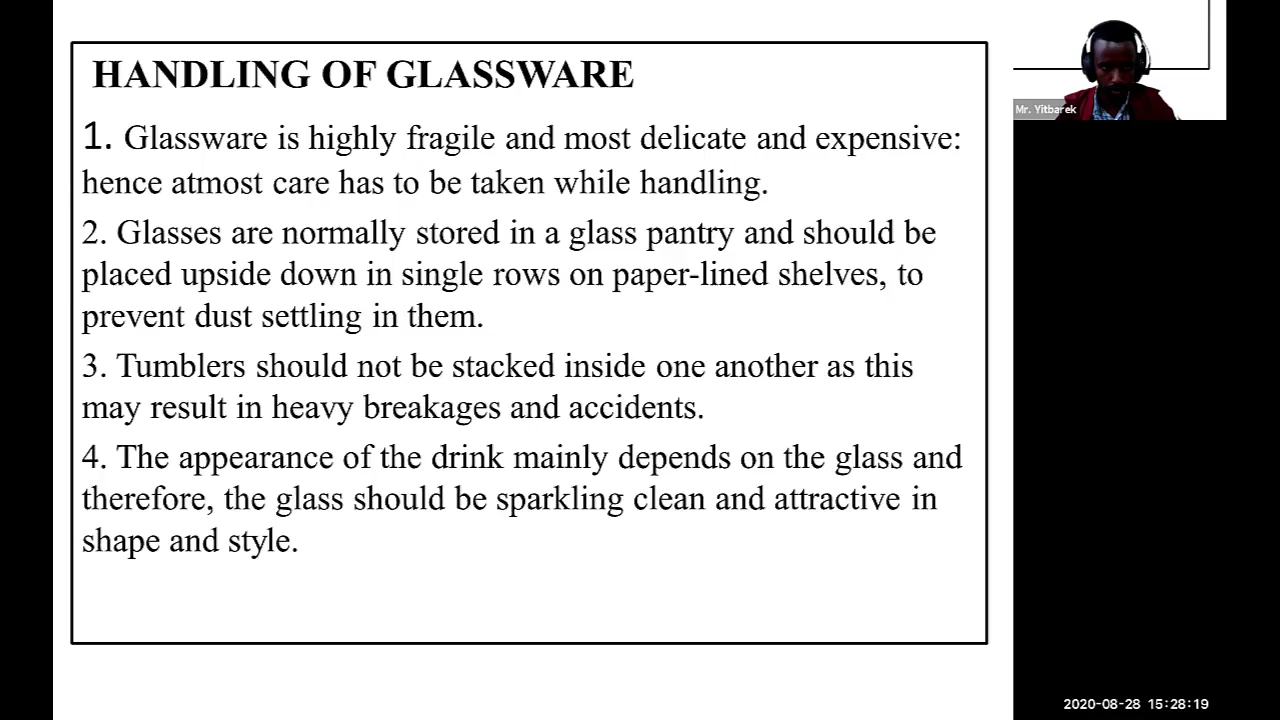 HANDLING OF GLASSWARE
1. Glassware is highly fragile and most delicate and expensive:
hence atmost care has to be taken while handling.
2. Glasses are normally stored in a glass pantry and should be
placed upside down in single rows on paper-lined shelves, to
prevent dust settling in them.
3. Tumblers should not be stacked inside one another as this
may result in heavy breakages and accidents.
4. The appearance of the drink mainly depends on the glass and
therefore, the glass should be sparkling clean and attractive in
shape and style.
Mr. Yitbarek
2020-08-28 15:28:19